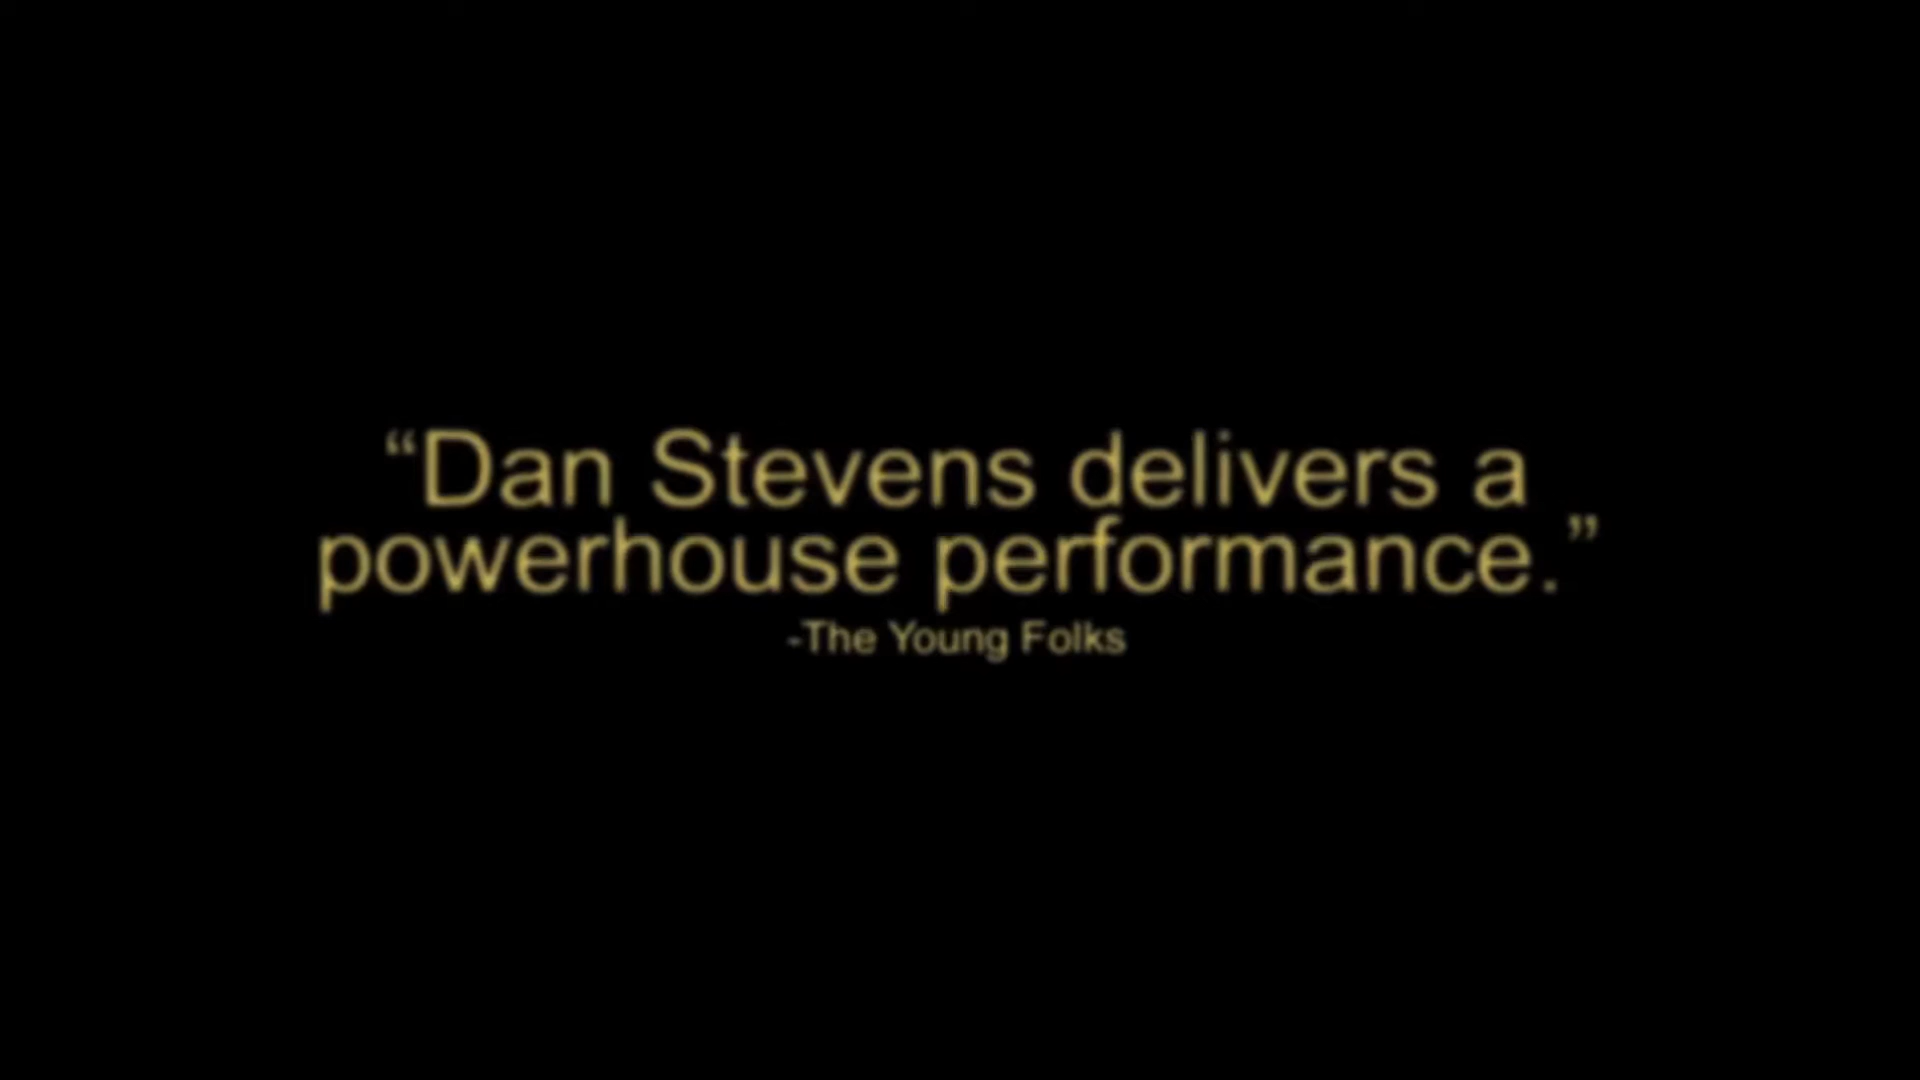 “Dan Stevens delivers a
powerhouse performance.”
-The Young Folks